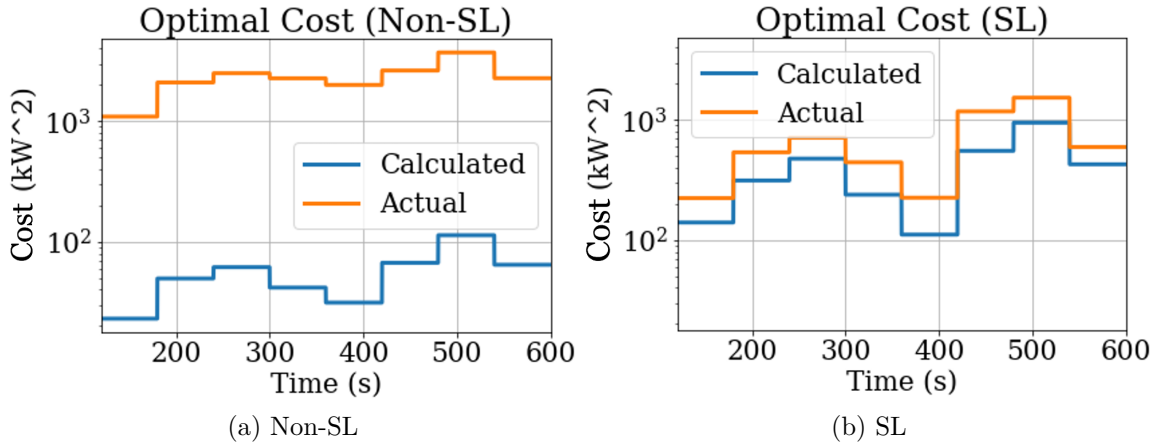 Optimal Cost (Non-SL)
Cost (kW^2)
10^3
10^2
Calculated
Actual
200 300 400 500 600
Time (s)
(a) Non-SL
Optimal Cost (SL)
Cost (kW^2)
10^3
10^2
Calculated
Actual
200 300 400 500 600
Time (s)
(b) SL